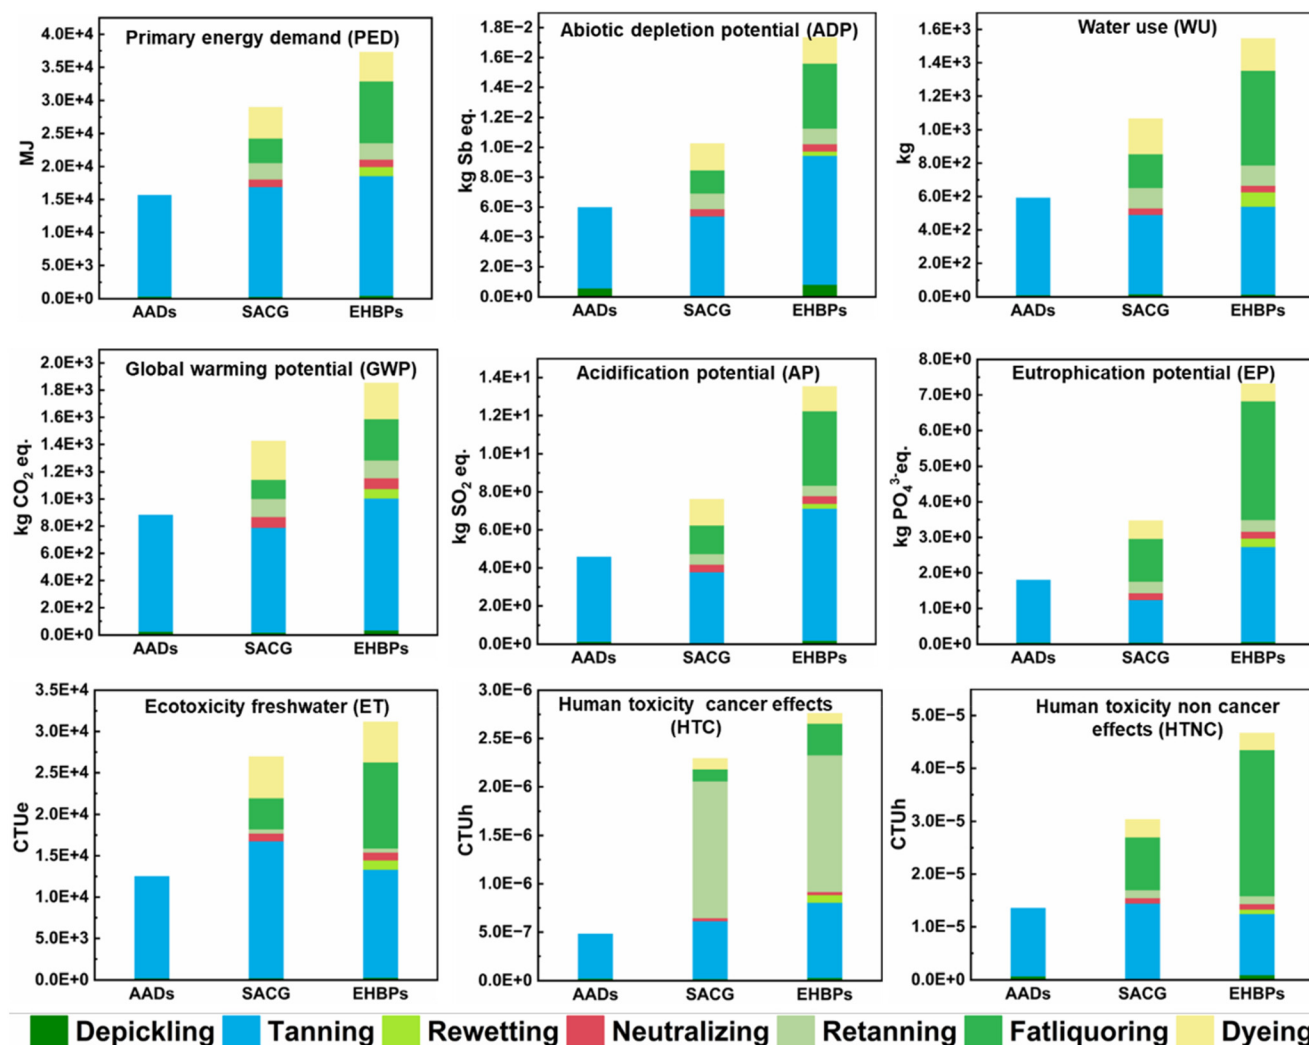 Primary energy demand (PED)
MJ
4.0E+4
3.5E+4
3.0E+4
2.5E+4
2.0E+4
1.5E+4
1.0E+4
5.0E+3
0.0E+0
AADs SACG EHBPs
Abiotic depletion potential (ADP)
kg Sb eq.
1.8E-2
1.6E-2
1.4E-2
1.2E-2
1.0E-2
8.0E-3
6.0E-3
4.0E-3
2.0E-3
0.0E+0
AADs SACG EHBPs
Water use (WU)
kg
1.6E+3
1.4E+3
1.2E+3
1.0E+3
8.0E+2
6.0E+2
4.0E+2
2.0E+2
0.0E+0
AADs SACG EHBPs
Global warming potential (GWP)
kg CO₂ eq.
2.0E+3
1.8E+3
1.6E+3
1.4E+3
1.2E+3
1.0E+3
8.0E+2
6.0E+2
4.0E+2
2.0E+2
0.0E+0
AADs SACG EHBPs
Acidification potential (AP)
kg SO₂ eq.
1.4E+1
1.2E+1
1.0E+1
8.0E+0
6.0E+0
4.0E+0
2.0E+0
0.0E+0
AADs SACG EHBPs
Eutrophication potential (EP)
kg PO₄³⁻eq.
8.0E+0
7.0E+0
6.0E+0
5.0E+0
4.0E+0
3.0E+0
2.0E+0
1.0E+0
0.0E+0
AADs SACG EHBPs
Ecotoxicity freshwater (ET)
CTUe
3.5E+4
3.0E+4
2.5E+4
2.0E+4
1.5E+4
1.0E+4
5.0E+3
0.0E+0
AADs SACG EHBPs
Human toxicity cancer effects
(HTC)
CTUh
3.0E-6
2.5E-6
2.0E-6
1.5E-6
1.0E-6
5.0E-7
0.0E+0
AADs SACG EHBPs
Human toxicity non cancer
effects (HTNC)
CTUh
5.0E-5
4.0E-5
3.0E-5
2.0E-5
1.0E-5
0.0E+0
AADs SACG EHBPs
Depickling Tanning Rewetting Neutralizing Retanning Fatliquoring Dyeing